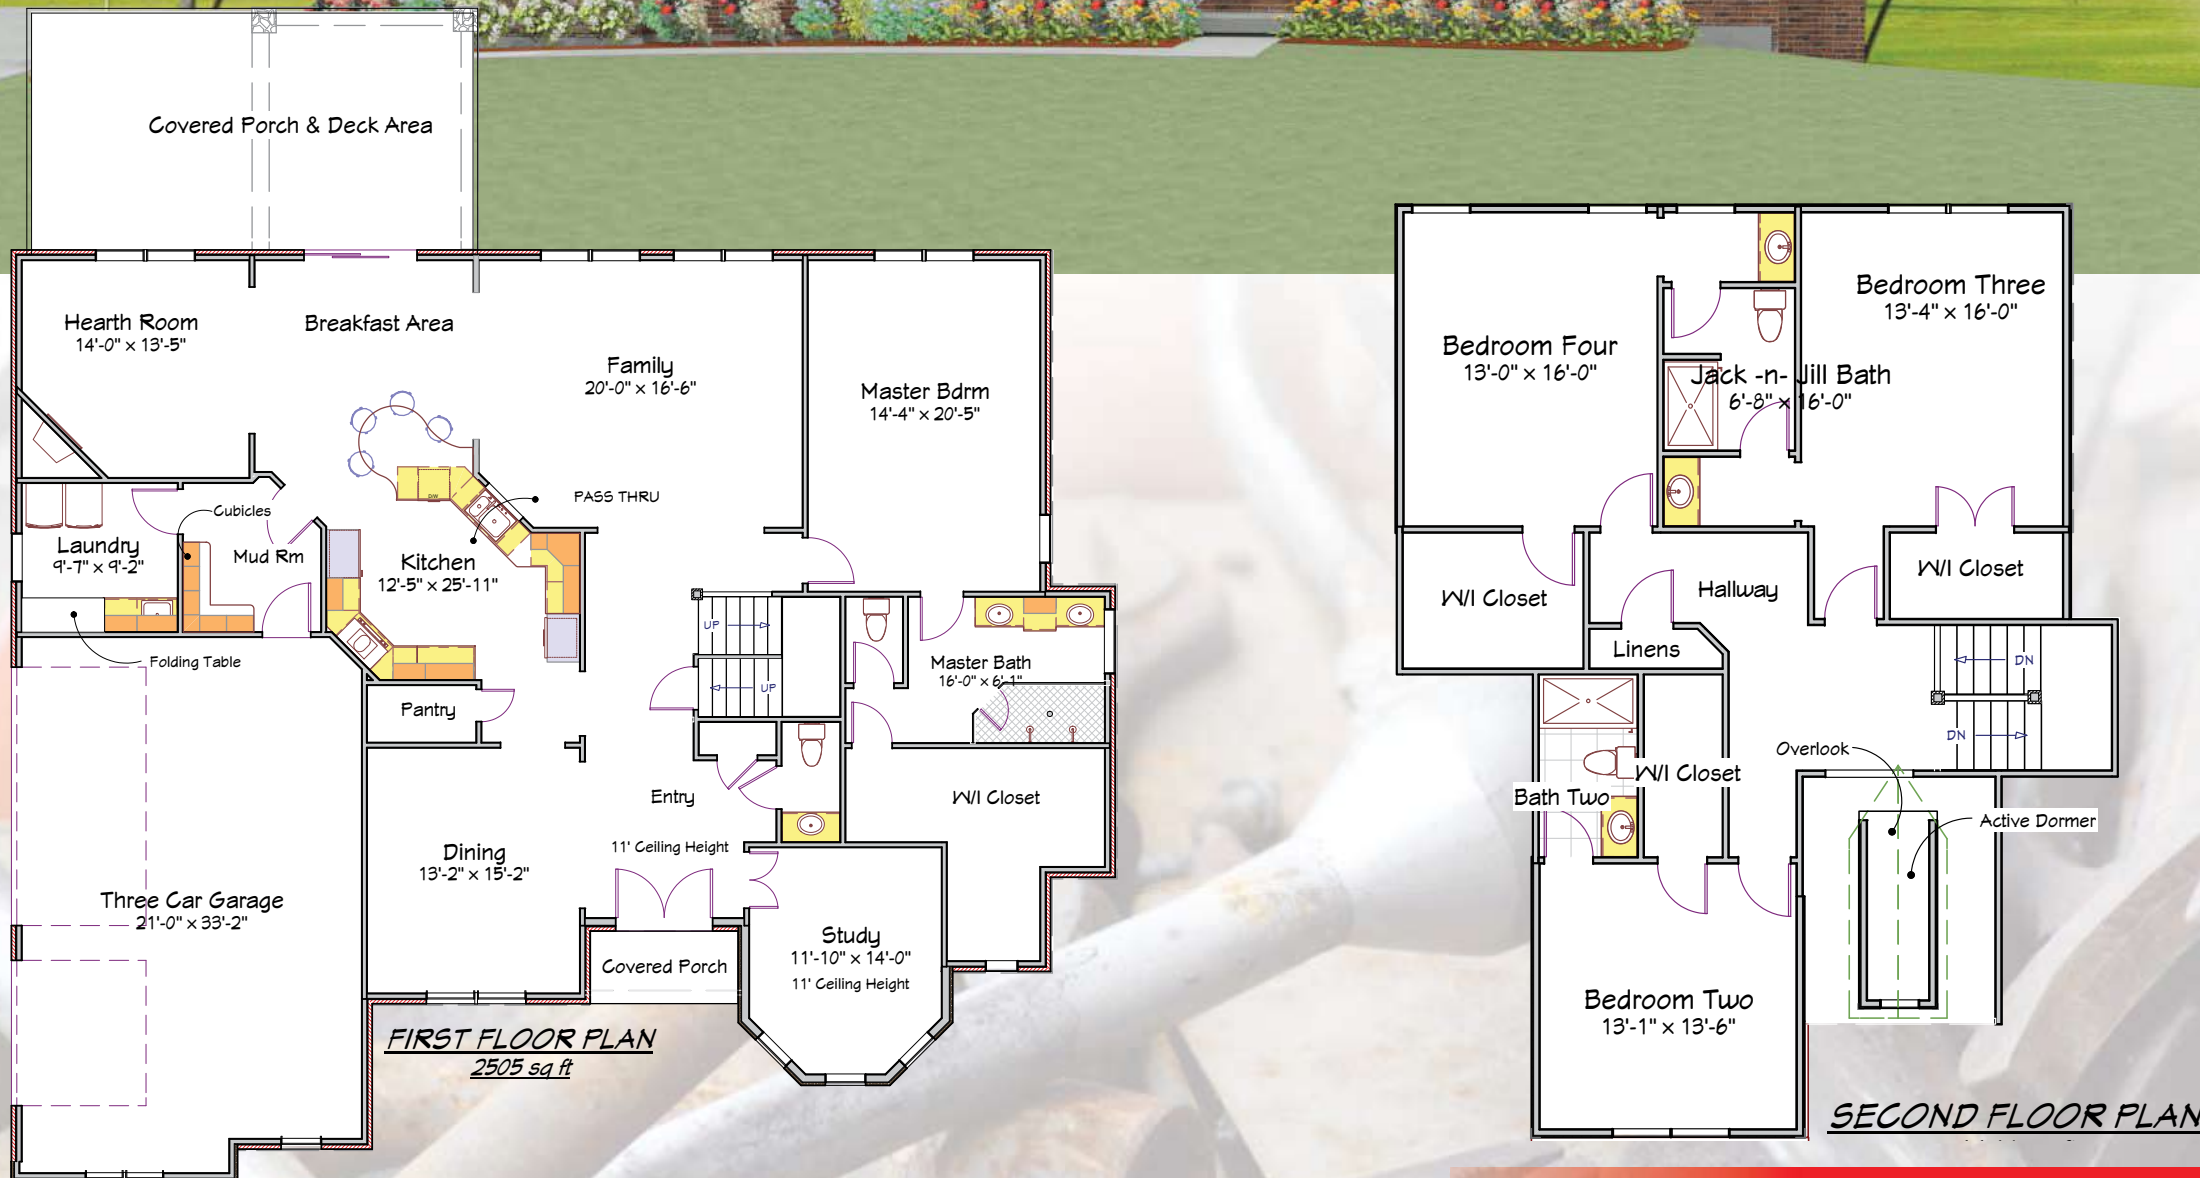 Covered Porch & Deck Area
Hearth Room
14'-0" x 13'-5"
Breakfast Area
Family
20'-0" x 16'-6"
Master Bdrm
14'-4" x 20'-5"
PASS THRU
D/W
Cubicles
Laundry
9'-7" x 9'-2"
Mud Rm
Kitchen
12'-5" x 25'-11"
Folding Table
Pantry
UP
UP
Master Bath
16'-0" x 6'-1"
Entry
W/I Closet
11' Ceiling Height
Dining
13'-2" x 15'-2"
Three Car Garage
21'-0" x 33'-2"
Covered Porch
Study
11'-10" x 14'-0"
11' Ceiling Height
FIRST FLOOR PLAN
2505 sq ft
Bedroom Three
13'-4" x 16'-0"
Bedroom Four
13'-0" x 16'-0"
Jack -n- Jill Bath
6'-8" x 16'-0"
W/I Closet
Hallway
W/I Closet
Linens
DN
DN
Overlook
W/I Closet
Bath Two
Active Dormer
Bedroom Two
13'-1" x 13'-6"
SECOND FLOOR PLAN